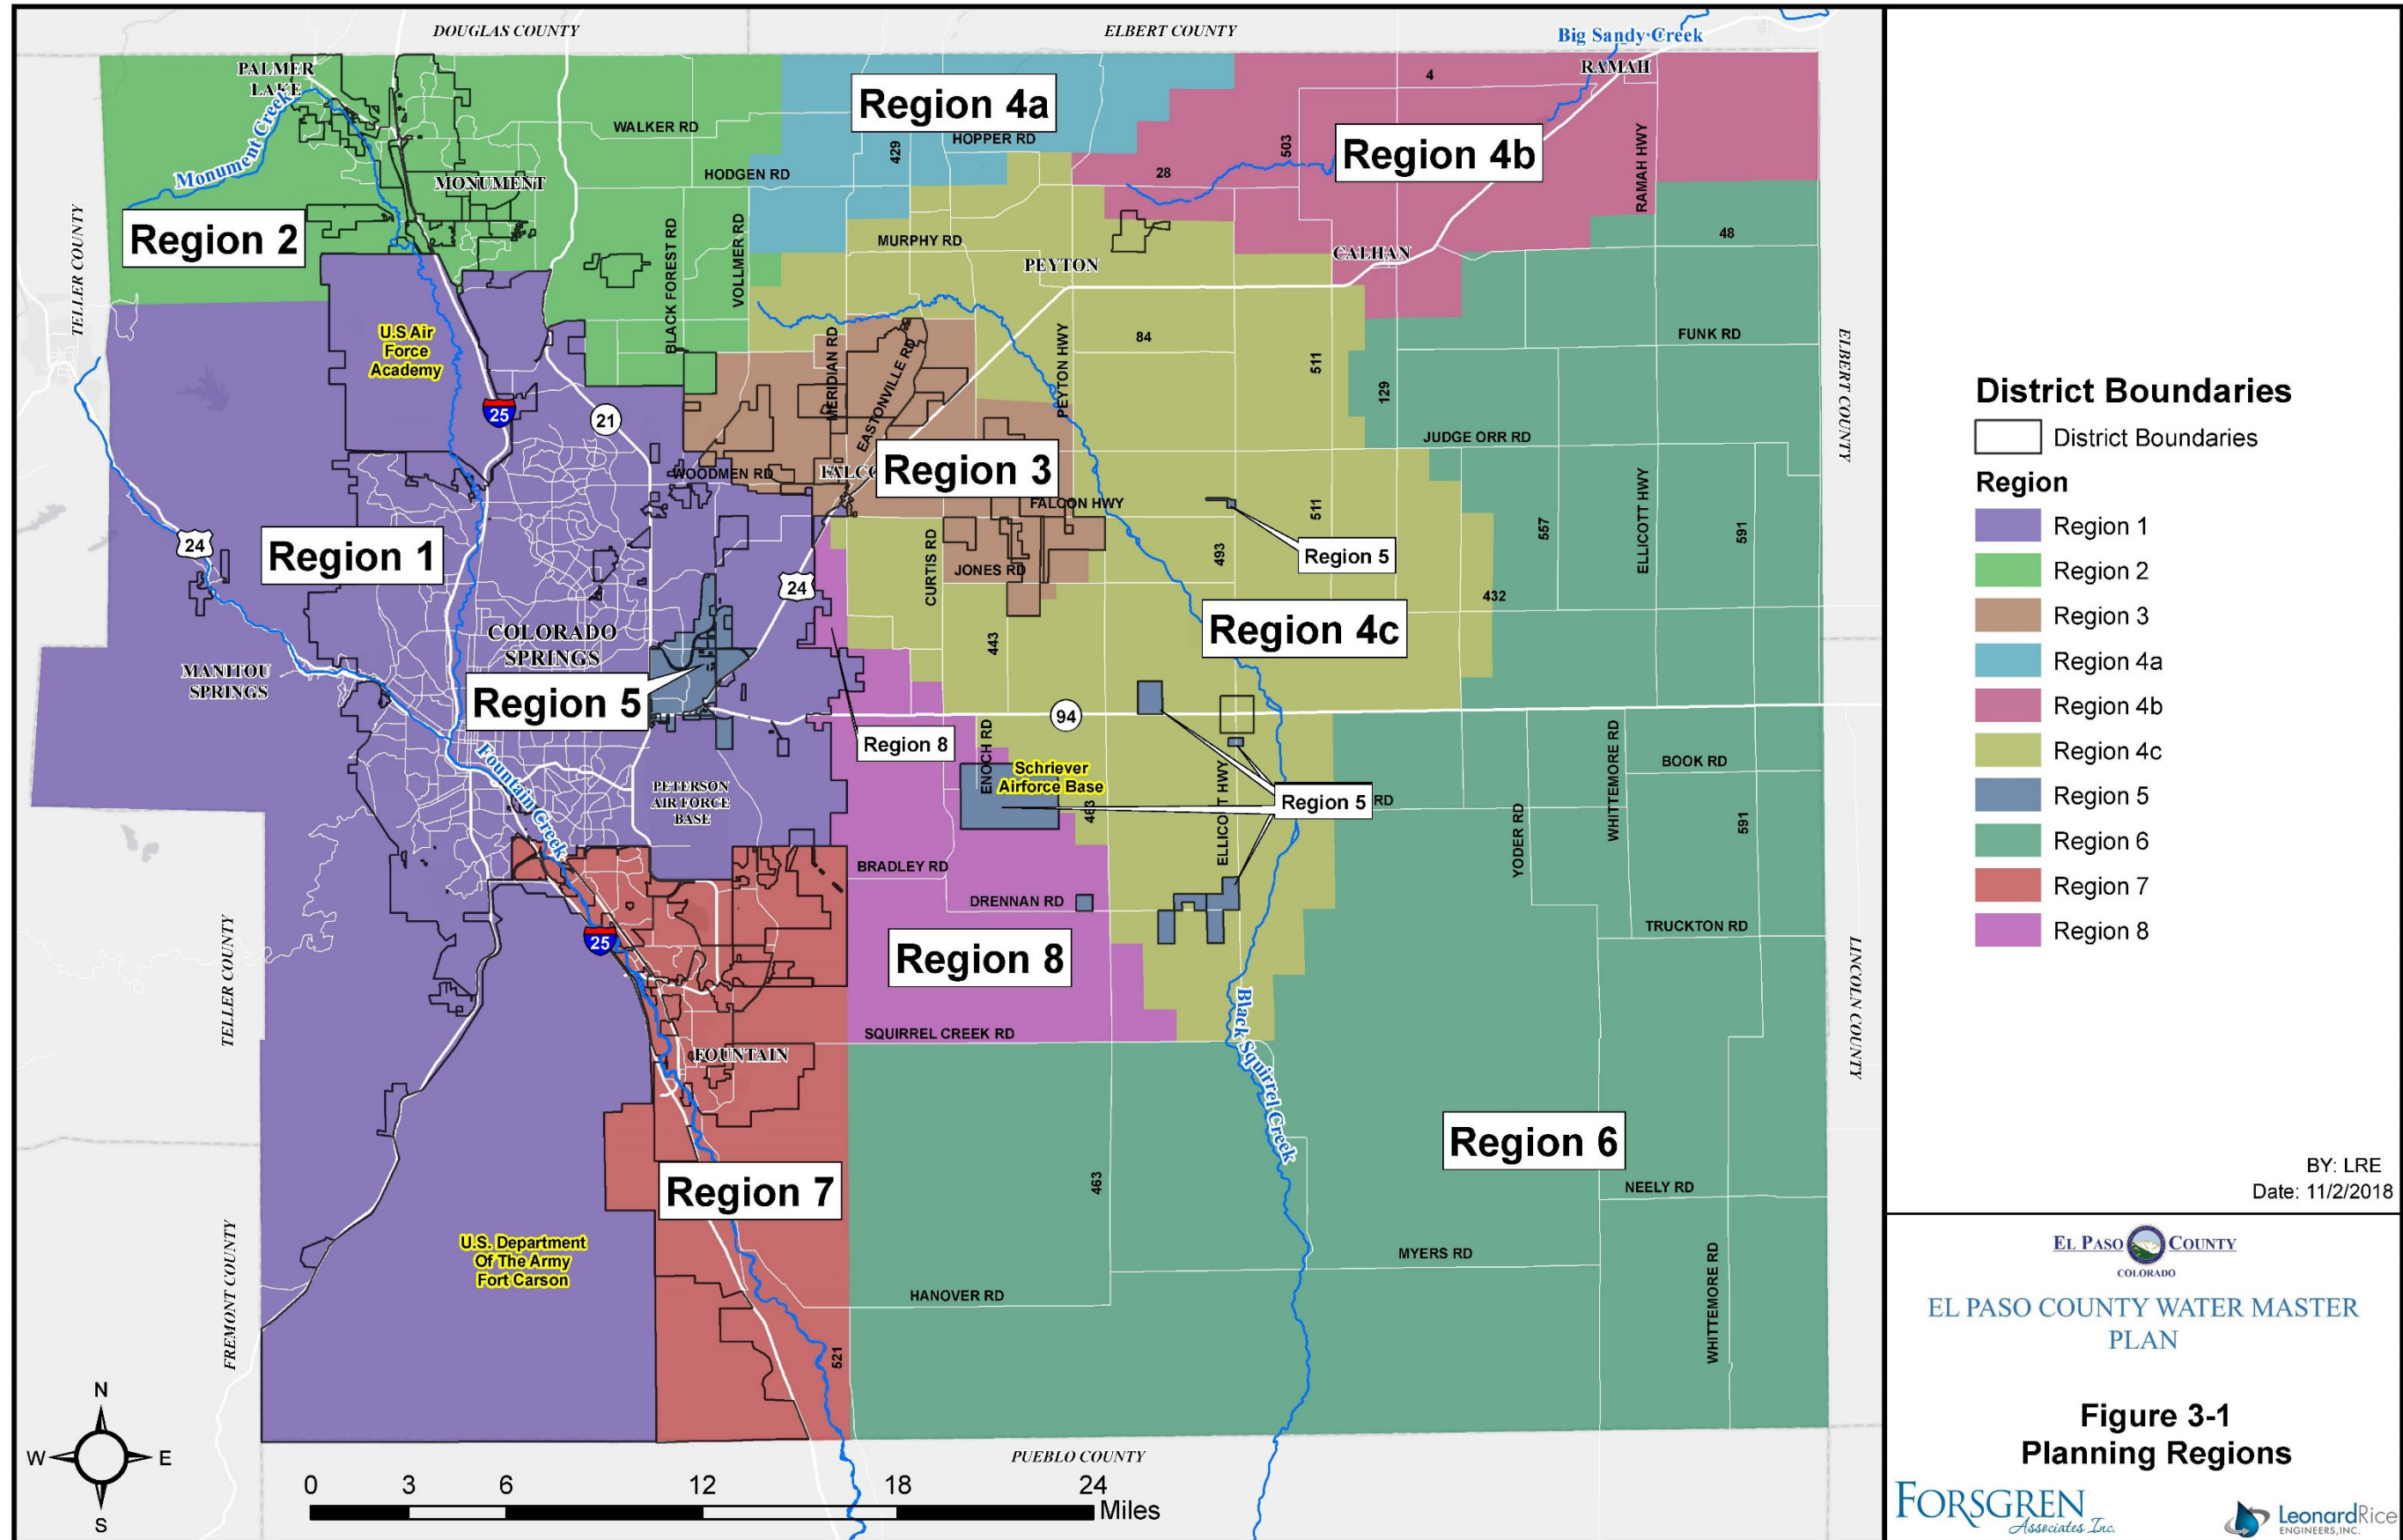 DOUGLAS COUNTY
ELBERT COUNTY
Big Sandy Creek
RAMAH
PALMER
LAKE
4
Region 4a
WALKER RD
HOPPER RD
429
503
Region 4b
RAMAH HWY
Monument Creek
MONUMENT
HODGEN RD
28
TELLER COUNTY
Region 2
BLACK FOREST RD
VOLLMER RD
MURPHY RD
48
CALHAN
PEYTON
U.S Air
Force
Academy
MERIDIAN RD
EASTONVILLE RD
PEYTON HWY
84
511
129
FUNK RD
ELBERT COUNTY
25
21
JUDGE ORR RD
WOODMEN RD
FALCO
Region 3
FALCON HWY
511
557
ELLICOTT HWY
591
24
Region 1
24
CURTIS RD
JONES RD
493
Region 5
432
COLORADO
SPRINGS
443
Region 4c
MANITOU
SPRINGS
Region 5
94
Region 8
ENOCH RD
Schriever
Airforce Base
463
ELLICOTT HWY
Region 5
RD
WHITTEMORE RD
BOOK RD
Fountain Creek
PETERSON
AIR FORCE
BASE
YODER RD
591
BRADLEY RD
DRENNAN RD
TRUCKTON RD
TELLER COUNTY
25
Region 8
LINCOLN COUNTY
Black Squirrel Creek
SQUIRREL CREEK RD
FOUNTAIN
Region 6
463
Region 7
NEELY RD
U.S. Department
Of The Army
Fort Carson
FREMONT COUNTY
MYERS RD
WHITTEMORE RD
HANOVER RD
521
PUEBLO COUNTY
N
W
E
S
0
3
6
12
18
24
Miles
District Boundaries
District Boundaries
Region
Region 1
Region 2
Region 3
Region 4a
Region 4b
Region 4c
Region 5
Region 6
Region 7
Region 8
BY: LRE
Date: 11/2/2018
EL PASO COUNTY
COLORADO
EL PASO COUNTY WATER MASTER
PLAN
Figure 3-1
Planning Regions
FORSGREN
Associates Inc.
LeonardRice
ENGINEERS, INC.